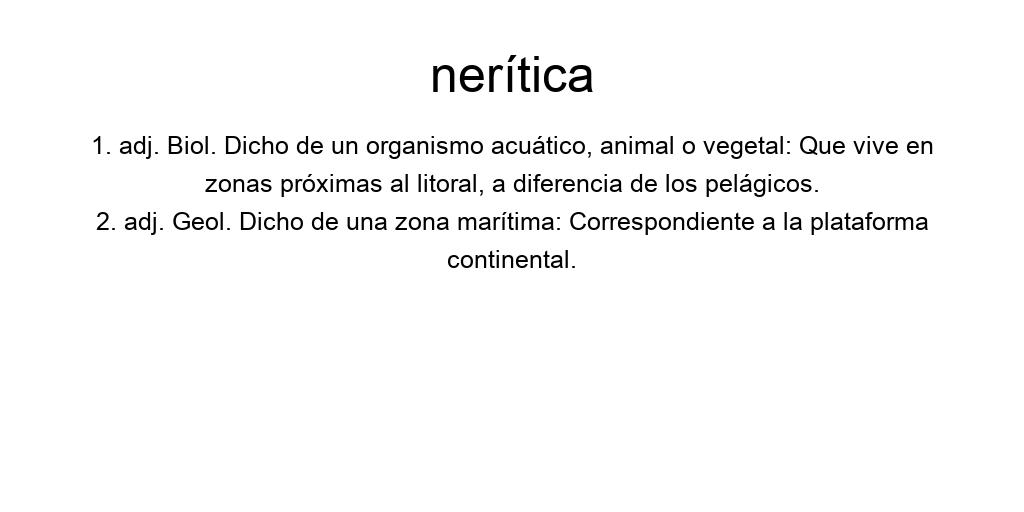 nerítica
1. adj. Biol. Dicho de un organismo acuático, animal o vegetal: Que vive en
zonas próximas al litoral, a diferencia de los pelágicos.
2. adj. Geol. Dicho de una zona marítima: Correspondiente a la plataforma
continental.